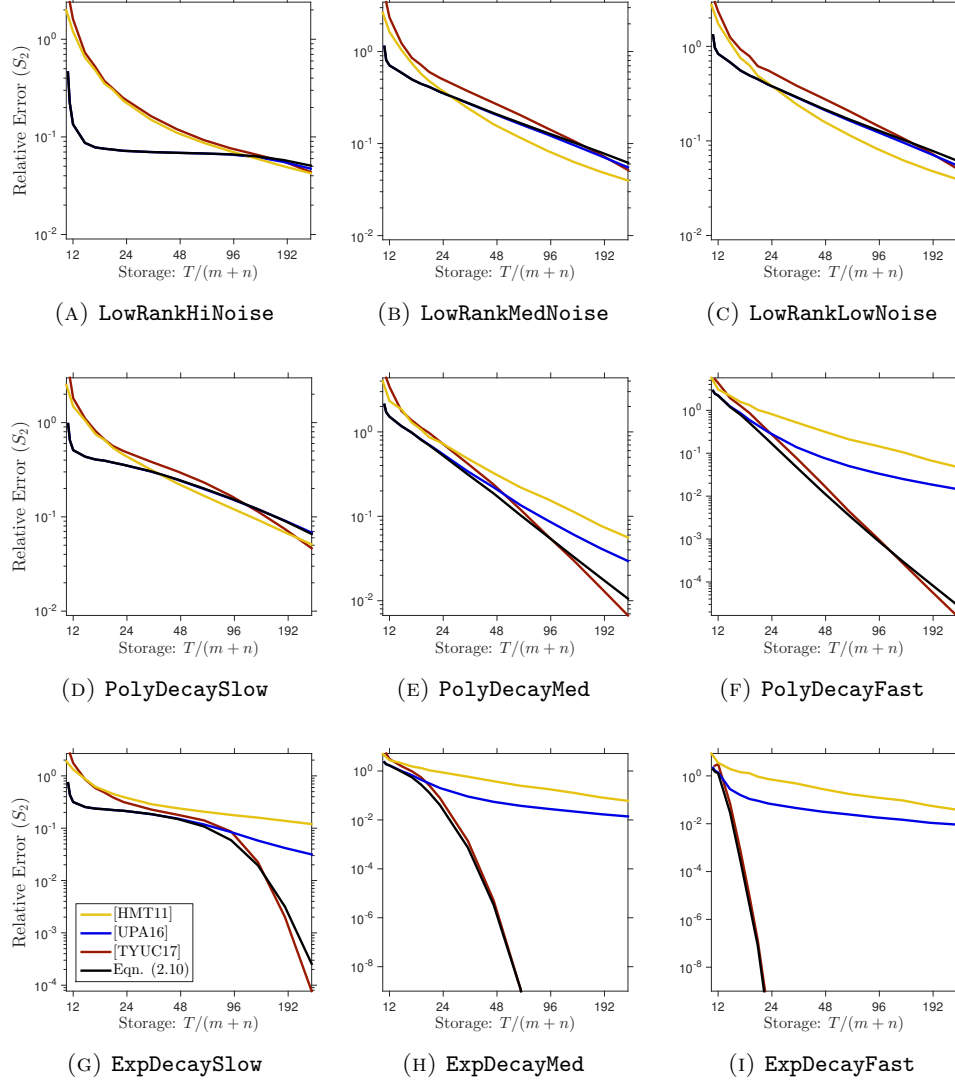 Relative Error (S₂)
10⁰
10⁻¹
10⁻²
12 24 48 96 192
Storage: T/(m + n)
(A) LowRankHiNoise
10⁰
10⁻¹
10⁻²
12 24 48 96 192
Storage: T/(m + n)
(B) LowRankMedNoise
10⁰
10⁻¹
10⁻²
12 24 48 96 192
Storage: T/(m + n)
(C) LowRankLowNoise
Relative Error (S₂)
10⁰
10⁻¹
10⁻²
12 24 48 96 192
Storage: T/(m + n)
(D) PolyDecaySlow
10⁰
10⁻¹
10⁻²
12 24 48 96 192
Storage: T/(m + n)
(E) PolyDecayMed
10⁰
10⁻¹
10⁻²
10⁻³
10⁻⁴
12 24 48 96 192
Storage: T/(m + n)
(F) PolyDecayFast
Relative Error (S₂)
10⁰
10⁻¹
10⁻²
10⁻³
10⁻⁴
[HMT11]
[UPA16]
[TYUC17]
Eqn. (2.10)
12 24 48 96 192
Storage: T/(m + n)
(G) ExpDecaySlow
10⁰
10⁻²
10⁻⁴
10⁻⁶
10⁻⁸
12 24 48 96 192
Storage: T/(m + n)
(H) ExpDecayMed
10⁰
10⁻²
10⁻⁴
10⁻⁶
10⁻⁸
12 24 48 96 192
Storage: T/(m + n)
(I) ExpDecayFast